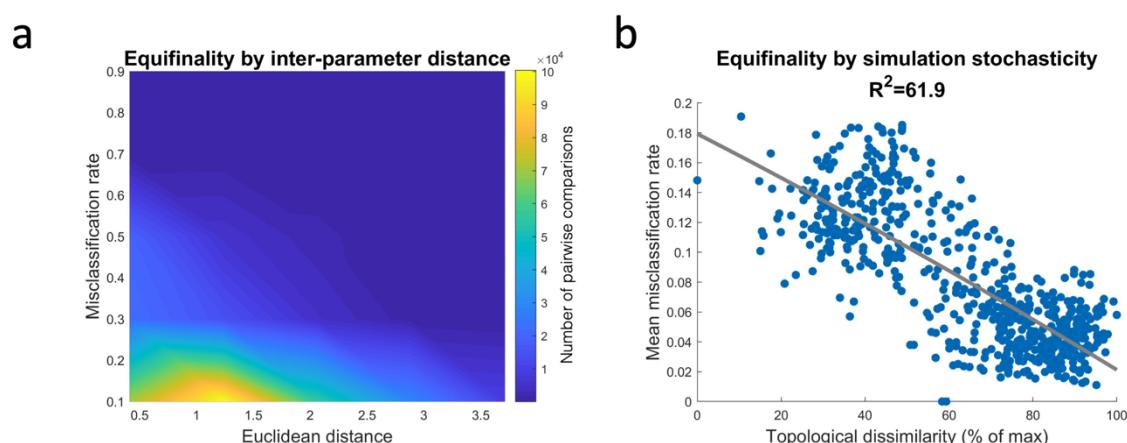 a
Equifinality by inter-parameter distance
×10⁴
0.9
0.8
0.7
0.6
0.5
0.4
0.3
0.2
0.1
Misclassification rate
0.5 1 1.5 2 2.5 3 3.5
Euclidean distance
10
9
8
7
6
5
4
3
2
1
Number of pairwise comparisons
b
Equifinality by simulation stochasticity
R²=61.9
0.2
0.18
0.16
0.14
0.12
0.1
0.08
0.06
0.04
0.02
0
Mean misclassification rate
0 20 40 60 80 100
Topological dissimilarity (% of max)